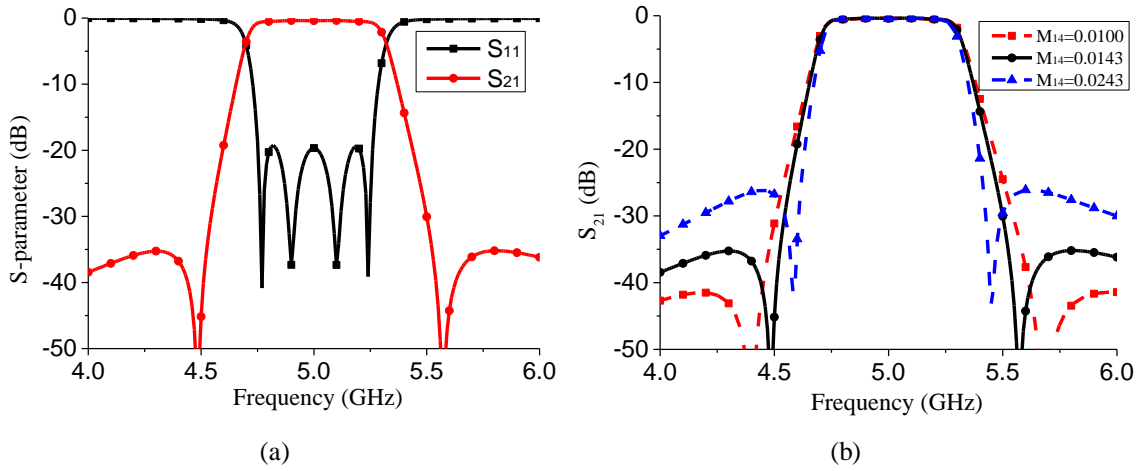 0
-10
-20
-30
-40
-50
S-parameter (dB)
S11
S21
4.0 4.5 5.0 5.5 6.0
Frequency (GHz)
(a)
0
-10
-20
-30
-40
-50
S21 (dB)
M14=0.0100
M14=0.0143
M14=0.0243
4.0 4.5 5.0 5.5 6.0
Frequency (GHz)
(b)